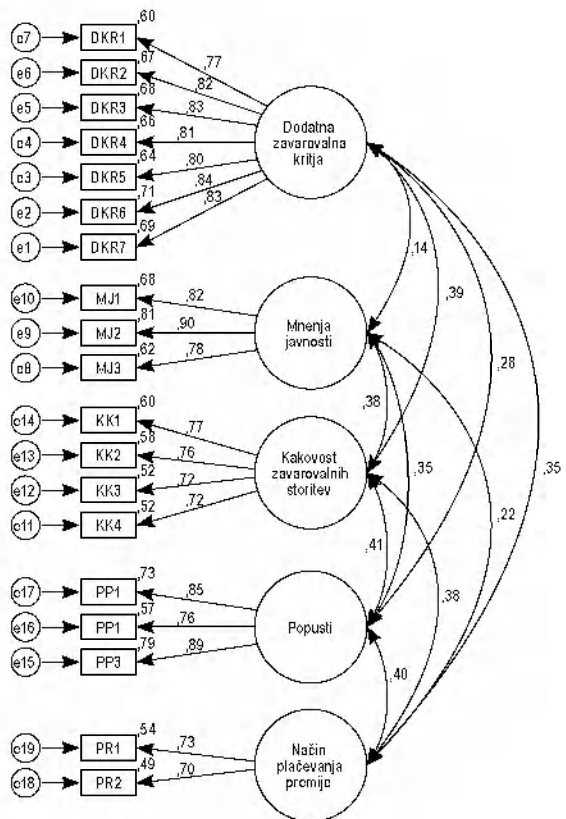 ,60
e7 DKR1
,77
,67
e6 DKR2
,82
,68
e5 DKR3
,83
,66
e4 DKR4
,81
,64
e3 DKR5
,80
,71
e2 DKR6
,84
,69
e1 DKR7
,83
Dodatna
zavarovalna
kritja
,14
,39
,28
,35
,68
e10 MJ1
,82
,81
e9 MJ2
,90
,62
e8 MJ3
,78
Mnenja
javnosti
,38
,35
,22
,60
e14 KK1
,77
,58
e13 KK2
,76
,52
e12 KK3
,72
,52
e11 KK4
,72
Kakovost
zavarovalnih
storitev
,41
,38
,73
e17 PP1
,85
,57
e16 PP1
,76
,79
e15 PP3
,89
Popusti
,40
,54
e19 PR1
,73
,49
e18 PR2
,70
Način
plačevanja
premije